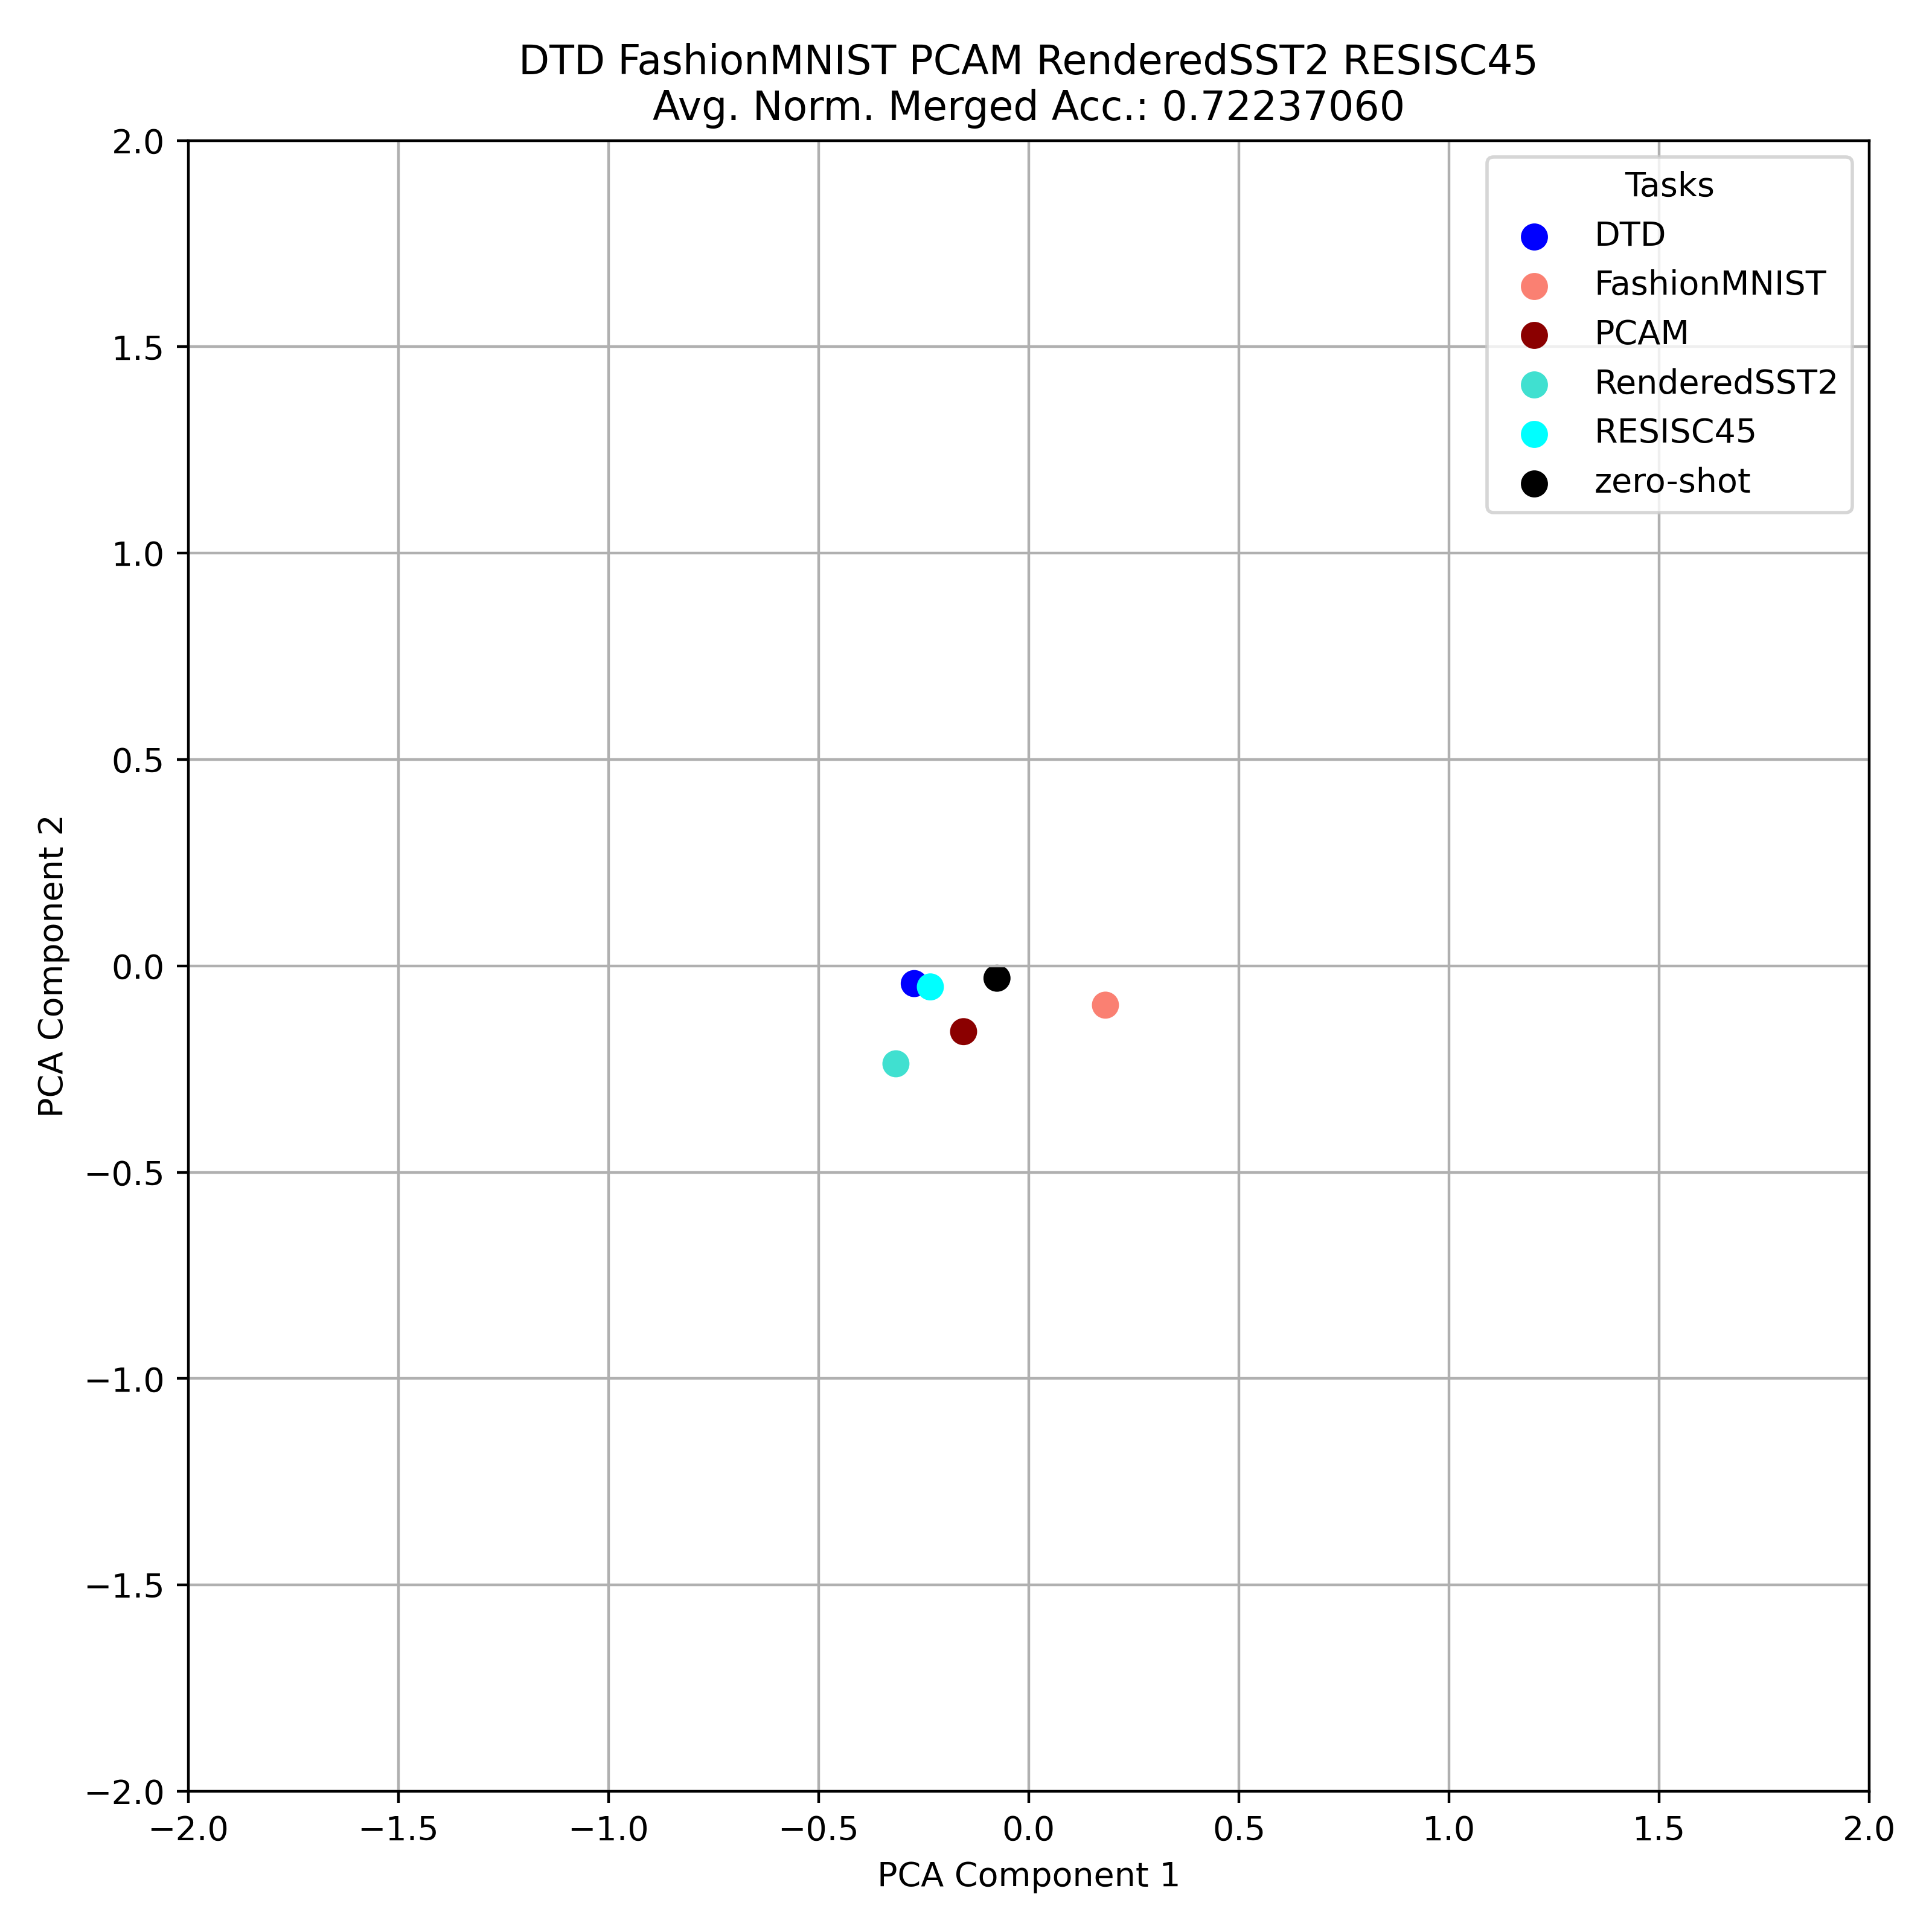 DTD FashionMNIST PCAM RenderedSST2 RESISC45
Avg. Norm. Merged Acc.: 0.72237060
Tasks
DTD
FashionMNIST
PCAM
RenderedSST2
RESISC45
zero-shot
2.0
1.5
1.0
0.5
0.0
−0.5
−1.0
−1.5
−2.0
PCA Component 2
−2.0 −1.5 −1.0 −0.5 0.0 0.5 1.0 1.5 2.0
PCA Component 1